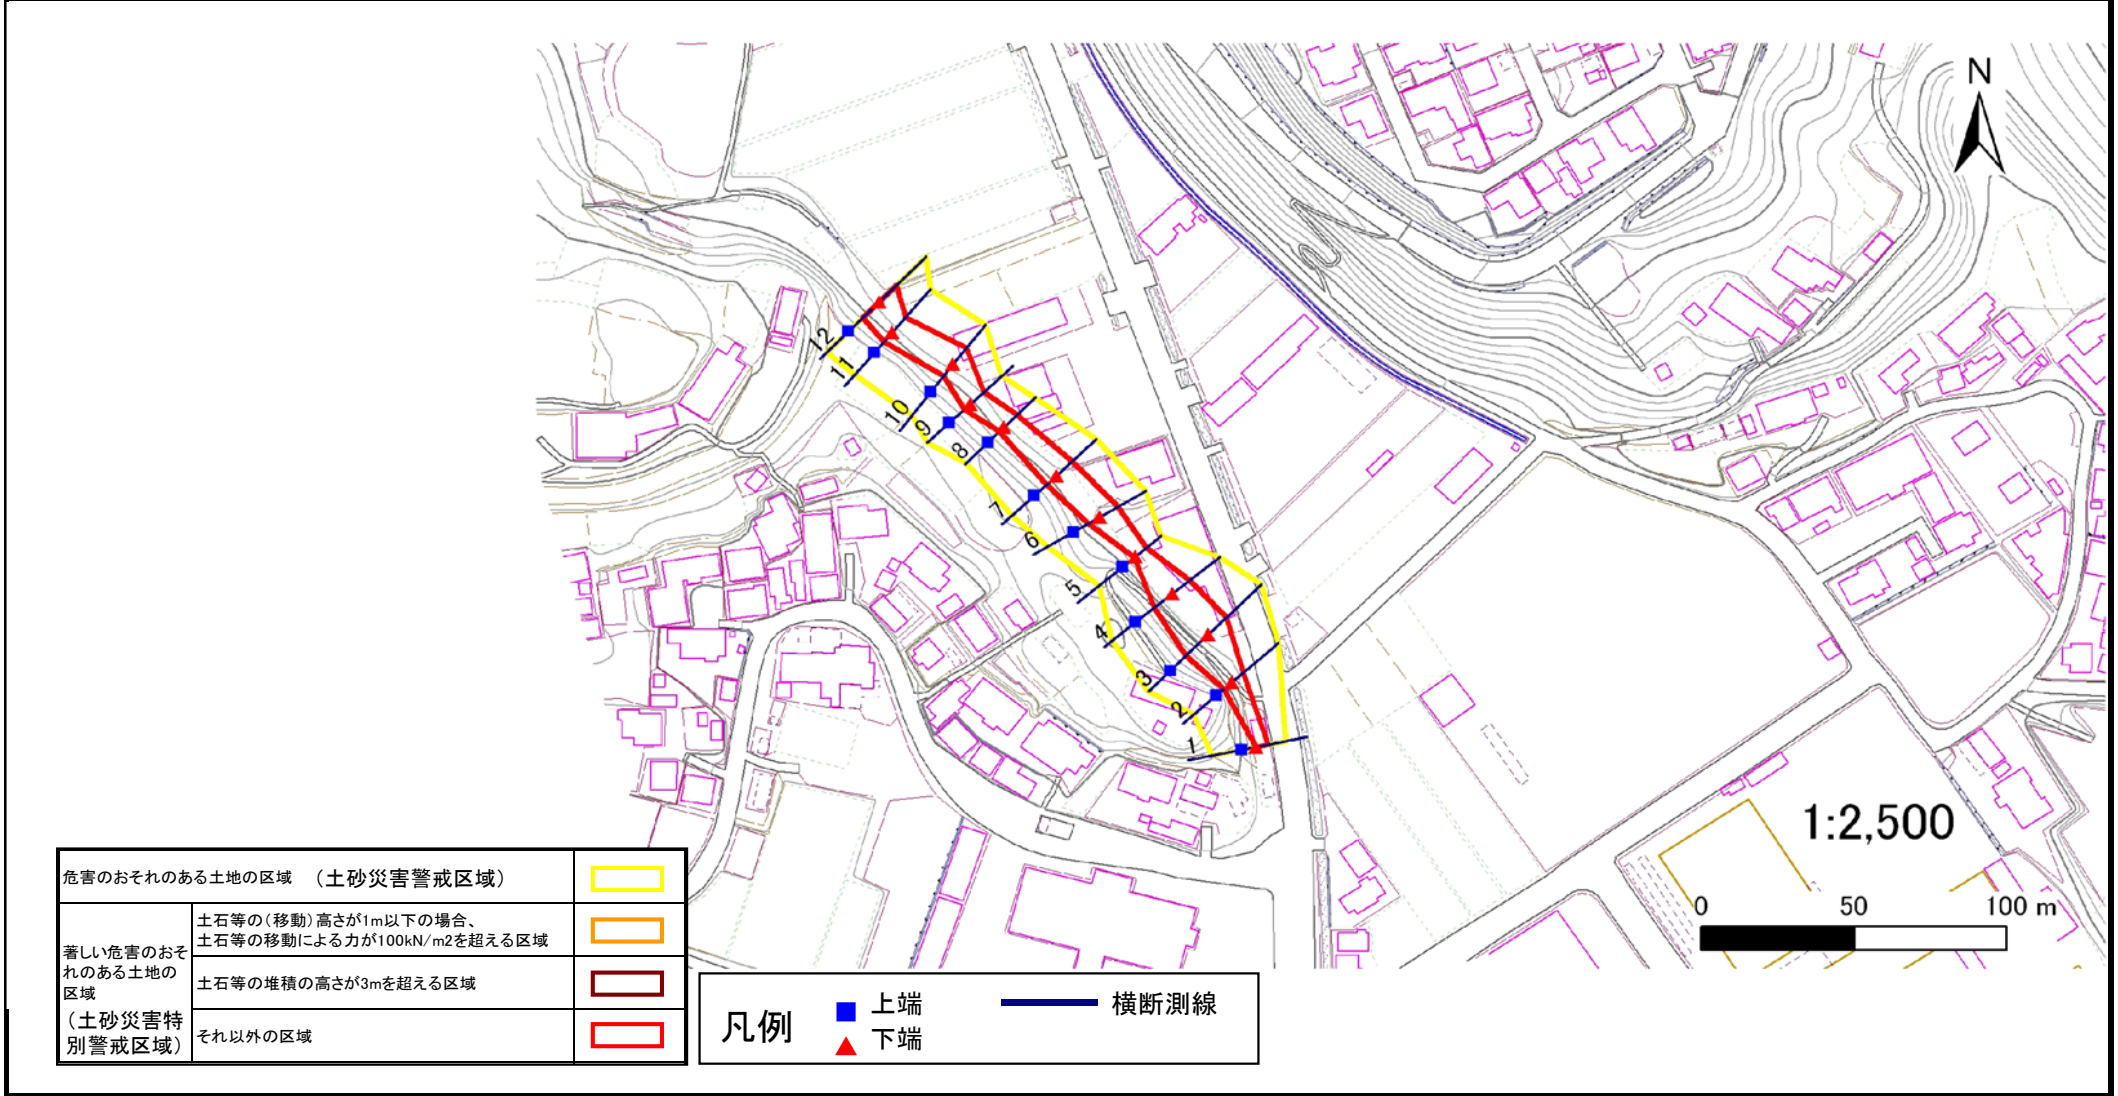 N
12
11
10
9
8
7
6
5
4
3
2
1
1:2,500
0 50 100 m
危害のおそれのある土地の区域 （土砂災害警戒区域）
著しい危害のおそ
れのある土地の
区域
（土砂災害特
別警戒区域）
土石等の（移動）高さが1m以下の場合、
土石等の移動による力が100kN/m2を超える区域
土石等の堆積の高さが3mを超える区域
それ以外の区域
凡例
上端
下端
横断測線